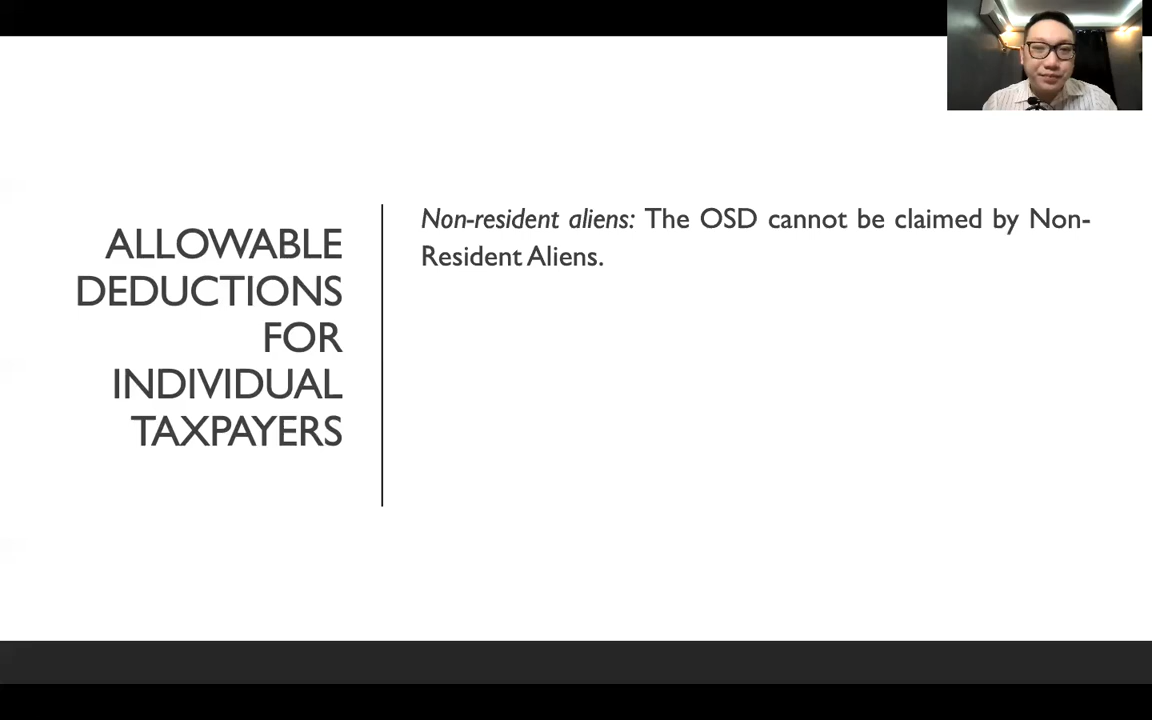 ALLOWABLE
DEDUCTIONS
FOR
INDIVIDUAL
TAXPAYERS
Non-resident aliens: The OSD cannot be claimed by Non-
Resident Aliens.